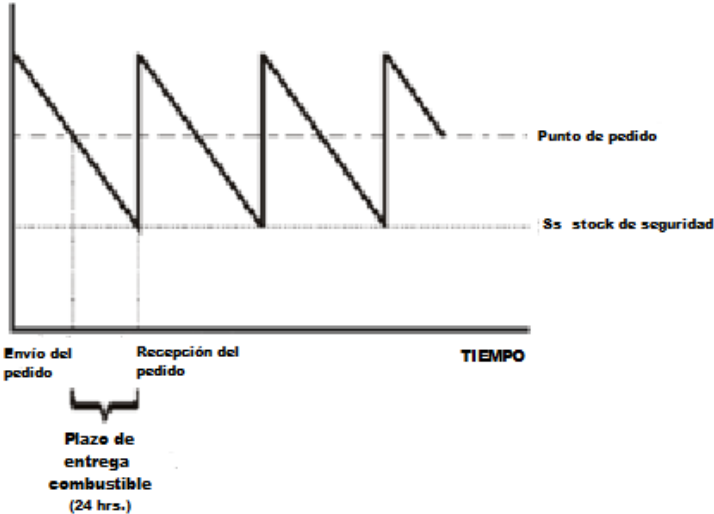 Punto de pedido
Ss stock de seguridad
Envío del
pedido
Recepción del
pedido
TIEMPO
Plazo de
entrega
combustible
(24 hrs.)